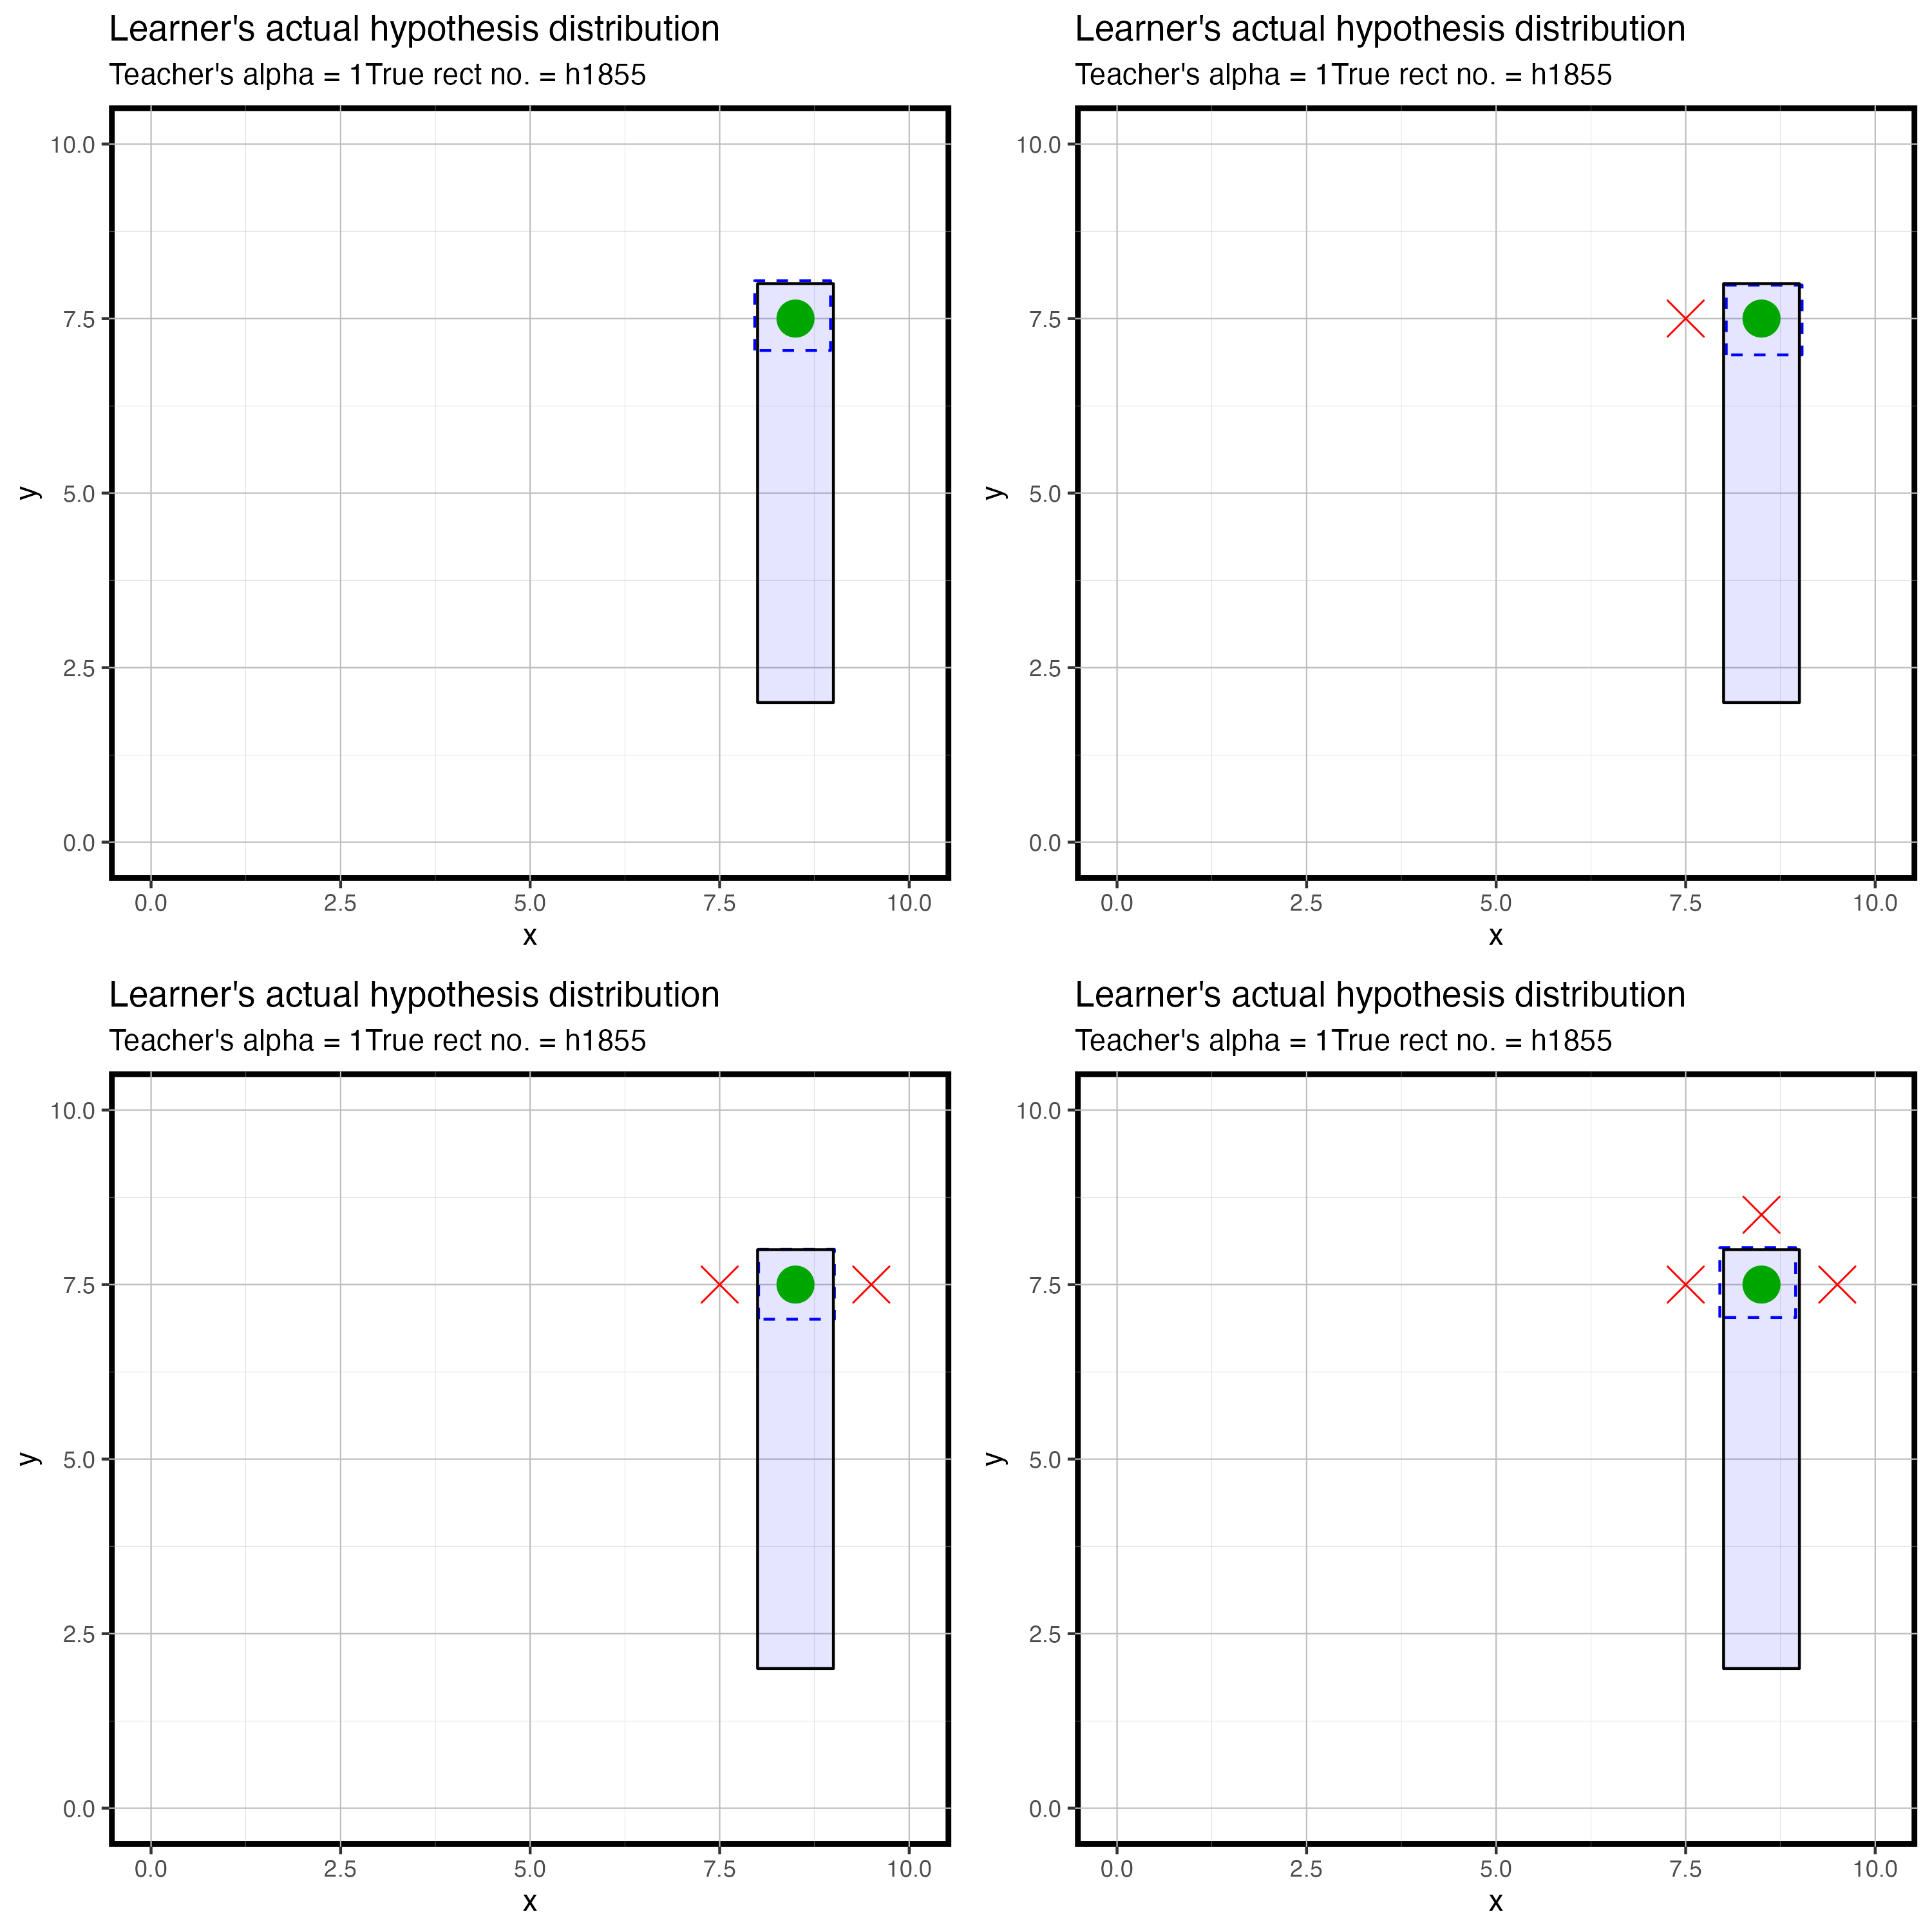 Learner's actual hypothesis distribution
Teacher's alpha = 1True rect no. = h1855
10.0
7.5
5.0
2.5
0.0
y
0.0 2.5 5.0 7.5 10.0
x
Learner's actual hypothesis distribution
Teacher's alpha = 1True rect no. = h1855
10.0
7.5
5.0
2.5
0.0
y
0.0 2.5 5.0 7.5 10.0
x
Learner's actual hypothesis distribution
Teacher's alpha = 1True rect no. = h1855
10.0
7.5
5.0
2.5
0.0
y
0.0 2.5 5.0 7.5 10.0
x
Learner's actual hypothesis distribution
Teacher's alpha = 1True rect no. = h1855
10.0
7.5
5.0
2.5
0.0
y
0.0 2.5 5.0 7.5 10.0
x